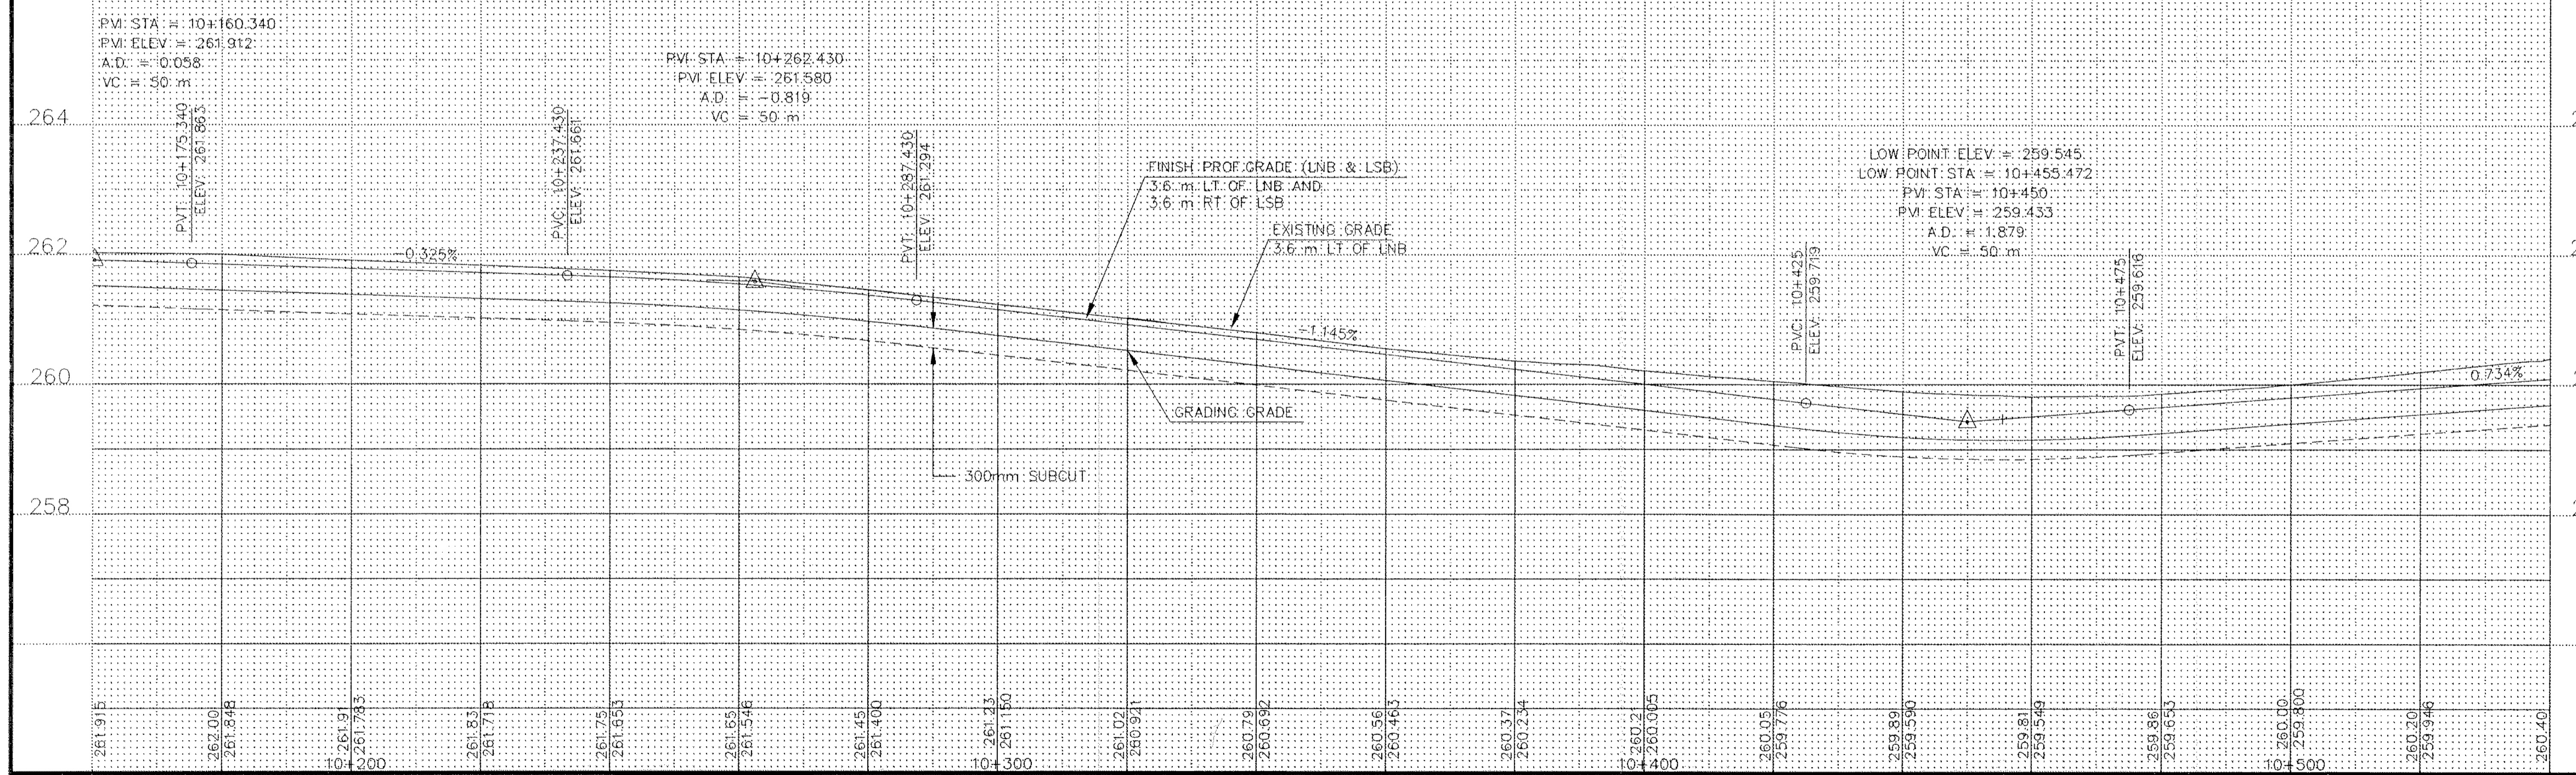 PVI STA = 10+160.340
PVI ELEV = 261.912
A.D. = 0.058
VC = 50 m
PVI STA = 10+262.430
PVI ELEV = 261.580
A.D. = -0.819
VC = 50 m
264
PVT: 10+175.340
ELEV: 261.863
PVC: 10+237.430
ELEV: 261.661
PVT: 10+287.430
ELEV: 261.294
FINISH PROF.GRADE (LNB & LSB)
3.6 m LT OF LNB AND
3.6 m RT OF LSB
EXISTING GRADE
3.6 m LT OF LNB
LOW POINT ELEV = 259.545
LOW POINT STA = 10+455.472
PVI STA = 10+450
PVI ELEV = 259.433
A.D. = 1.879
VC = 50 m
PVC: 10+425
ELEV: 259.719
PVT: 10+475
ELEV: 259.616
262
-0.325%
-1.145%
0.734%
260
GRADING GRADE
300mm SUBCUT
258
261.915
262.00
261.848
261.91
261.783
261.83
261.718
261.75
261.653
261.65
261.546
261.45
261.400
261.23
261.150
261.02
260.921
260.79
260.692
260.56
260.463
260.37
260.234
260.21
260.005
260.05
259.776
259.89
259.590
259.81
259.549
259.86
259.653
260.00
259.800
260.20
259.946
260.40
10+200
10+300
10+400
10+500